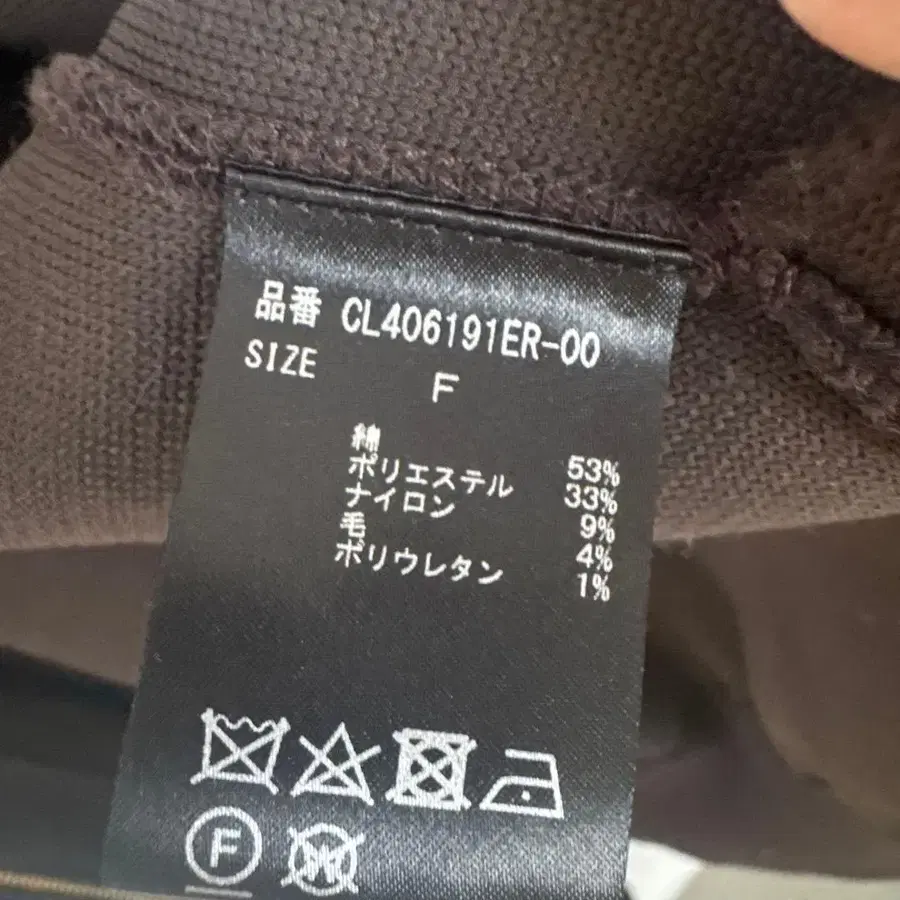 品番 CL406191ER-00
SIZE F
綿 53%
ポリエステル 33%
ナイロン 9%
毛 4%
ポリウレタン 1%
F
W